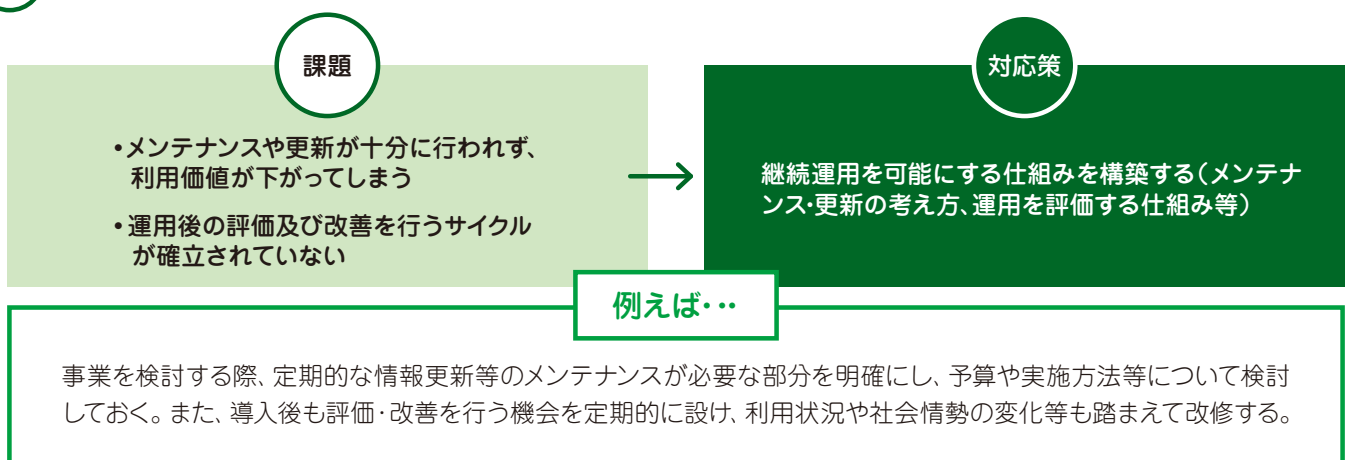 課題
•メンテナンスや更新が十分に行われず、
利用価値が下がってしまう
•運用後の評価及び改善を行うサイクル
が確立されていない
対応策
継続運用を可能にする仕組みを構築する(メンテナ
ンス・更新の考え方、運用を評価する仕組み等)
例えば・・・
事業を検討する際、定期的な情報更新等のメンテナンスが必要な部分を明確にし、予算や実施方法等について検討
しておく。また、導入後も評価・改善を行う機会を定期的に設け、利用状況や社会情勢の変化等も踏まえて改修する。